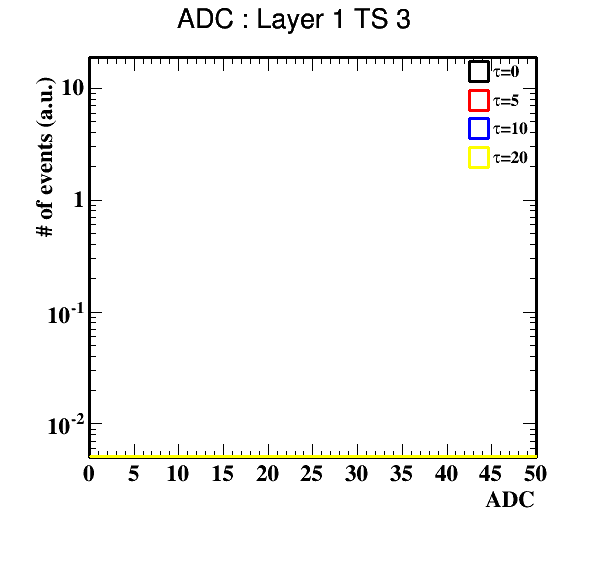 ADC : Layer 1 TS 3
# of events (a.u.)
10
1
10⁻¹
10⁻²
τ=0
τ=5
τ=10
τ=20
0 5 10 15 20 25 30 35 40 45 50
ADC